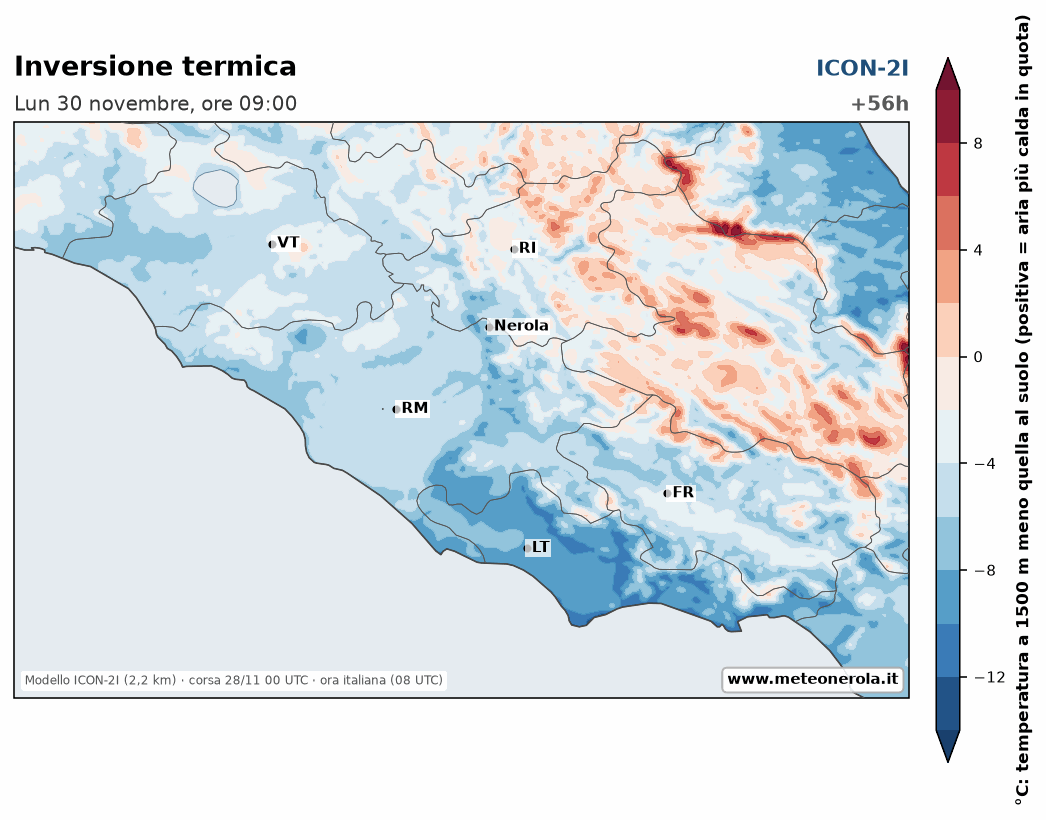 Inversione termica
ICON-2I
Lun 30 novembre, ore 09:00
+56h
VT
RI
Nerola
RM
FR
LT
8
4
0
−4
−8
−12
°C: temperatura a 1500 m meno quella al suolo (positiva = aria più calda in quota)
Modello ICON-2I (2,2 km) · corsa 28/11 00 UTC · ora italiana (08 UTC)
www.meteonerola.it